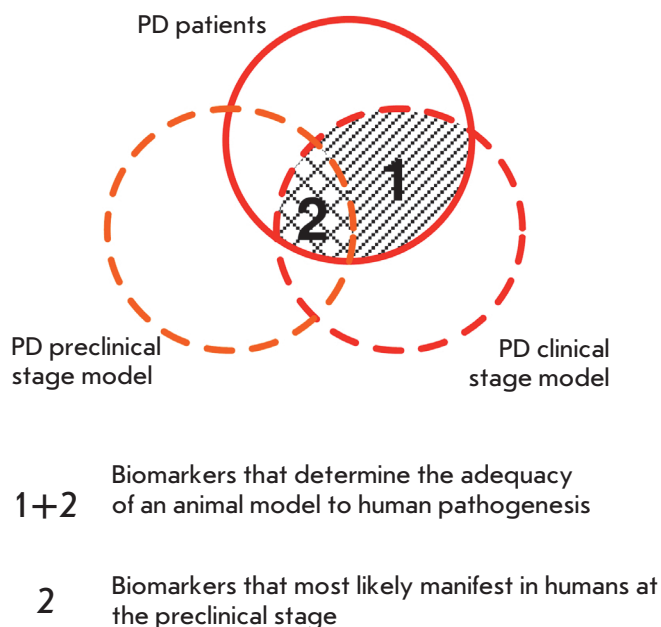 PD patients
1
2
PD preclinical
stage model
PD clinical
stage model
1+2
Biomarkers that determine the adequacy
of an animal model to human pathogenesis
2
Biomarkers that most likely manifest in humans at
the preclinical stage